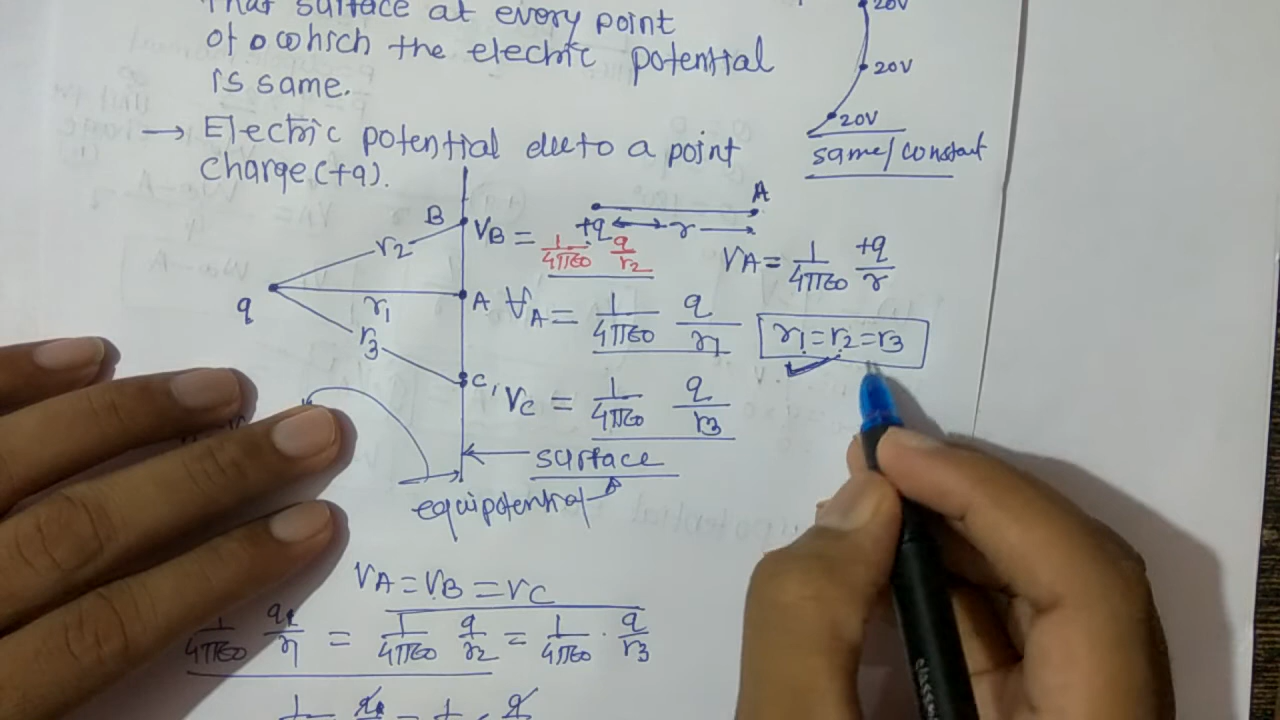 That surface at every point
of which the electric potential
is same.
20V
20V
20V
same/constant
→ Electric potential due to a point
charge (+q).
+q r A
VA = 1/4πε0 +q/r
q
r2 B
r1 A
r3 C,
VB = 1/4πε0 q/r2
VA = 1/4πε0 q/r1
VC = 1/4πε0 q/r3
r1 = r2 = r3
surface
equipotential
VA = VB = VC
1/4πε0 q/r1 = 1/4πε0 q/r2 = 1/4πε0 . q/r3